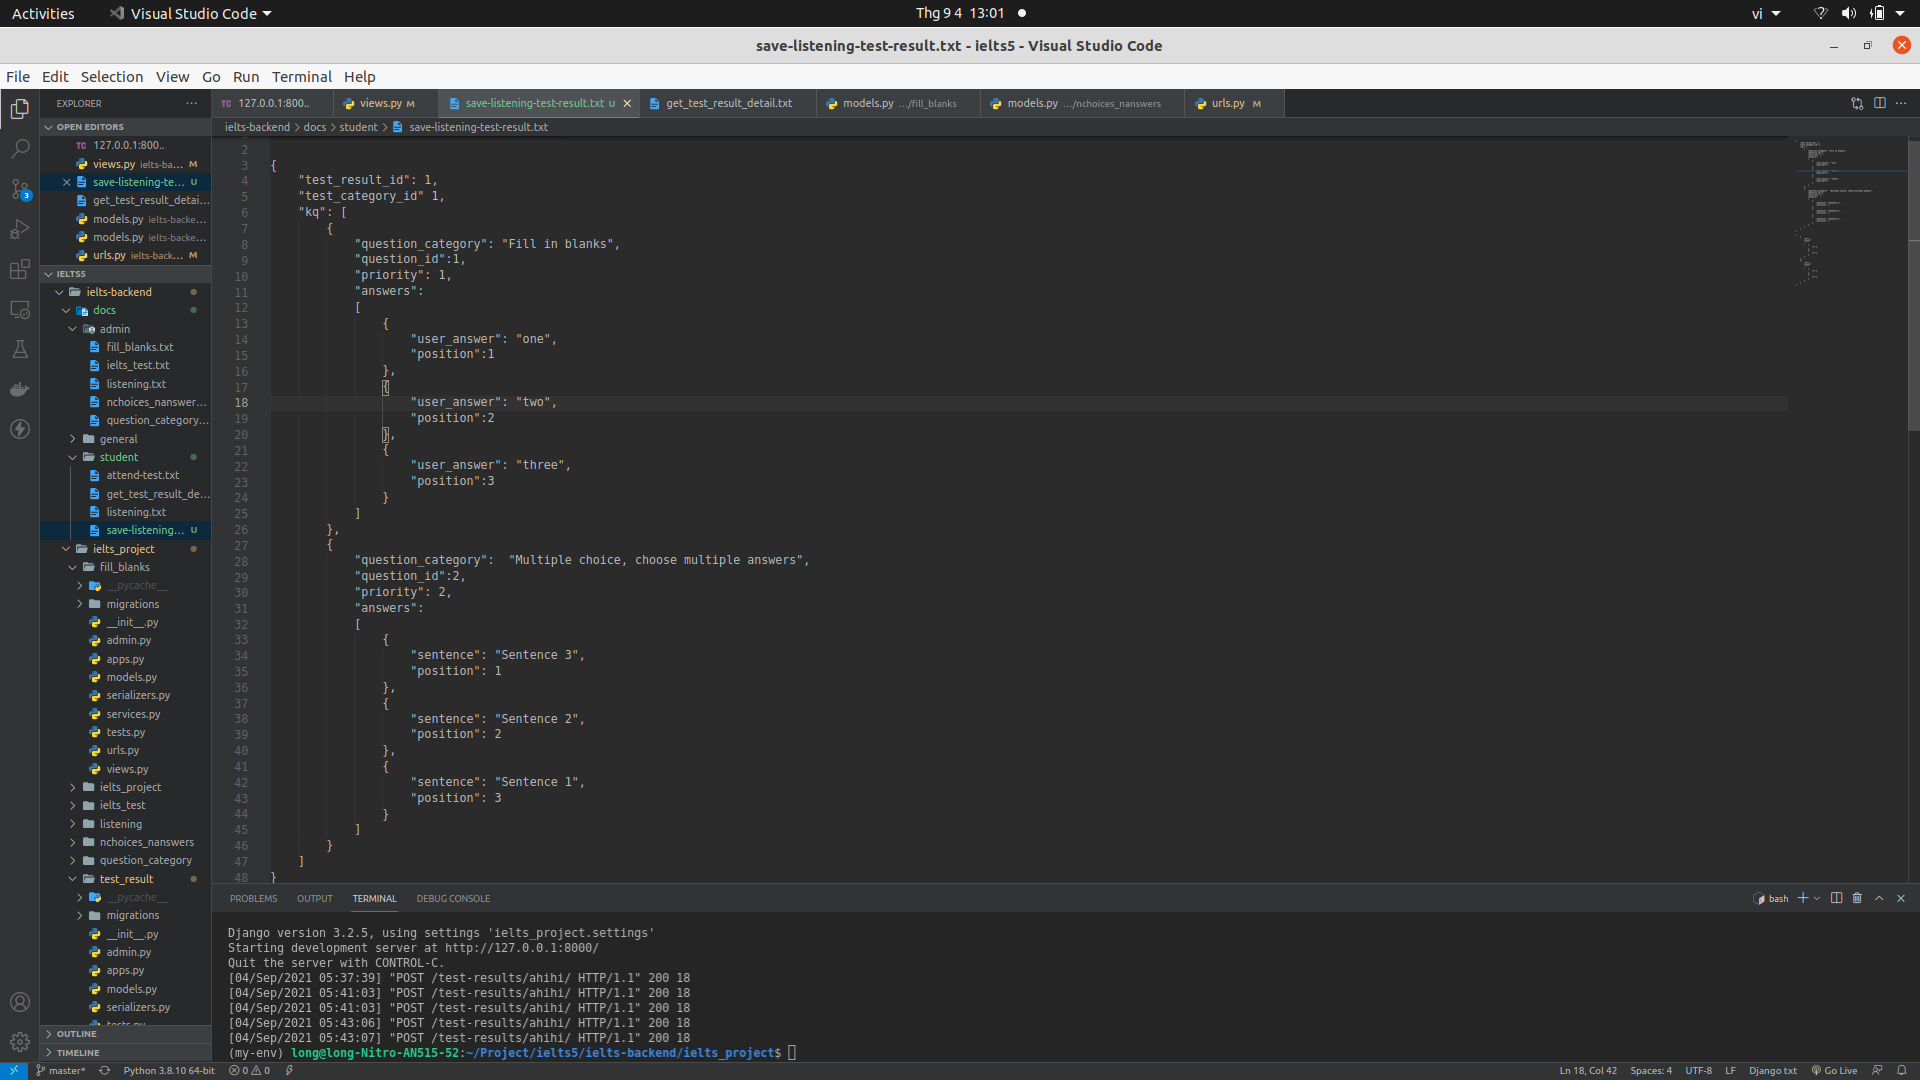 Activities
Visual Studio Code
Thg 9 4 13:01
vi
save-listening-test-result.txt - ielts5 - Visual Studio Code
File Edit Selection View Go Run Terminal Help
EXPLORER
OPEN EDITORS
TC 127.0.0.1:800..
views.py ielts-ba... M
save-listening-te... U
get_test_result_detai...
models.py ielts-backe...
models.py ielts-backe...
urls.py ielts-back... M
IELTS5
ielts-backend
docs
admin
fill_blanks.txt
ielts_test.txt
listening.txt
nchoices_nanswer...
question_category...
general
student
attend-test.txt
get_test_result_de...
listening.txt
save-listening... U
ielts_project
fill_blanks
__pycache__
migrations
__init__.py
admin.py
apps.py
models.py
serializers.py
services.py
tests.py
urls.py
views.py
ielts_project
ielts_test
listening
nchoices_nanswers
question_category
test_result
__pycache__
migrations
__init__.py
admin.py
apps.py
models.py
serializers.py
tests.py
OUTLINE
TIMELINE
TC 127.0.0.1:800..
views.py M
save-listening-test-result.txt U
get_test_result_detail.txt
models.py .../fill_blanks
models.py .../nchoices_nanswers
urls.py M
ielts-backend > docs > student > save-listening-test-result.txt
2
3 {
4 "test_result_id": 1,
5 "test_category_id" 1,
6 "kq": [
7 {
8 "question_category": "Fill in blanks",
9 "question_id":1,
10 "priority": 1,
11 "answers":
12 [
13 {
14 "user_answer": "one",
15 "position":1
16 },
17 {
18 "user_answer": "two",
19 "position":2
20 },
21 {
22 "user_answer": "three",
23 "position":3
24 }
25 ]
26 },
27 {
28 "question_category":  "Multiple choice, choose multiple answers",
29 "question_id":2,
30 "priority": 2,
31 "answers":
32 [
33 {
34 "sentence": "Sentence 3",
35 "position": 1
36 },
37 {
38 "sentence": "Sentence 2",
39 "position": 2
40 },
41 {
42 "sentence": "Sentence 1",
43 "position": 3
44 }
45 ]
46 }
47 ]
48 }
PROBLEMS OUTPUT TERMINAL DEBUG CONSOLE
bash
Django version 3.2.5, using settings 'ielts_project.settings'
Starting development server at http://127.0.0.1:8000/
Quit the server with CONTROL-C.
[04/Sep/2021 05:37:39] "POST /test-results/ahihi/ HTTP/1.1" 200 18
[04/Sep/2021 05:41:03] "POST /test-results/ahihi/ HTTP/1.1" 200 18
[04/Sep/2021 05:41:03] "POST /test-results/ahihi/ HTTP/1.1" 200 18
[04/Sep/2021 05:43:06] "POST /test-results/ahihi/ HTTP/1.1" 200 18
[04/Sep/2021 05:43:07] "POST /test-results/ahihi/ HTTP/1.1" 200 18
(my-env) long@long-Nitro-AN515-52:~/Project/ielts5/ielts-backend/ielts_project$
3
master*
Python 3.8.10 64-bit
0 0
Ln 18, Col 42
Spaces: 4
UTF-8
LF
Django txt
Go Live